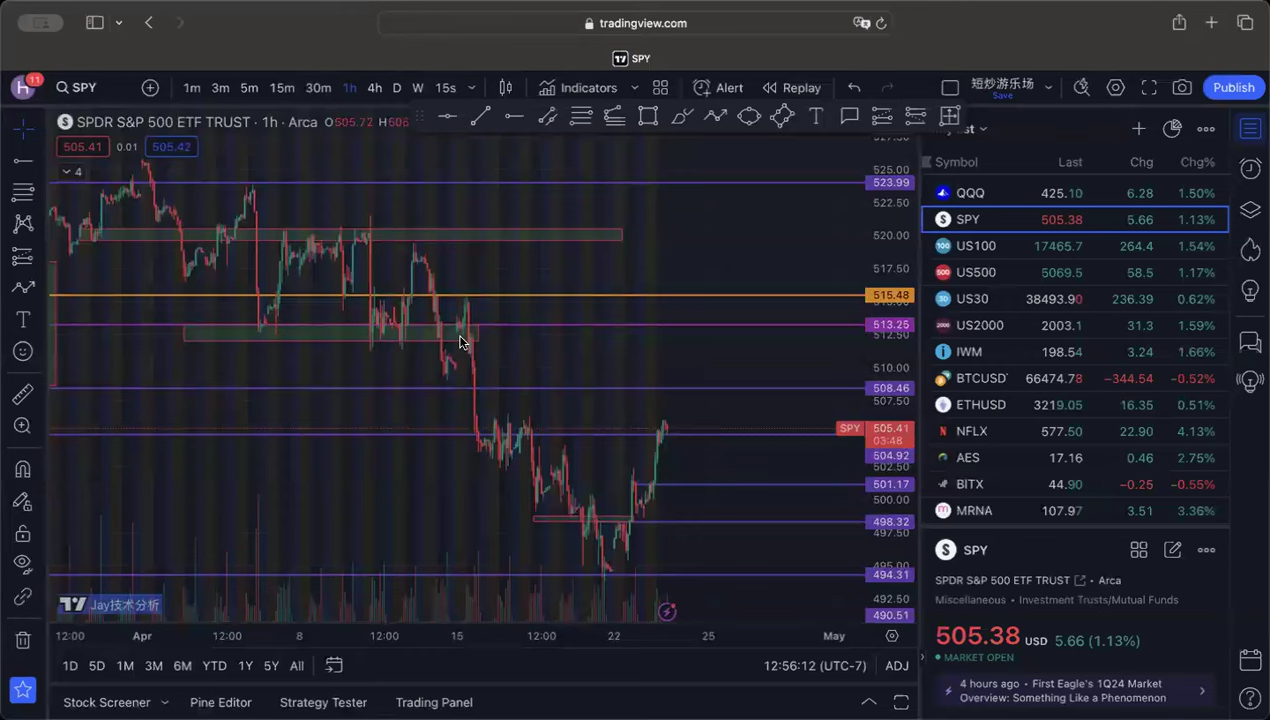 tradingview.com
SPY
H
11
SPY
1m 3m 5m 15m 30m 1h 4h D W 15s
Indicators
Alert
Replay
短炒游乐场
Save
Publish
SPDR S&P 500 ETF TRUST · 1h · Arca O505.72
505.41 0.01 505.42
4
525.00
523.99
522.50
520.00
517.50
515.48
513.25
512.50
510.00
508.46
507.50
SPY 505.41
03:48
504.92
502.50
501.17
500.00
498.32
497.50
495.00
494.31
492.50
490.51
Jay技术分析
12:00 Apr 12:00 8 12:00 15 12:00 22 25 May
1D 5D 1M 3M 6M YTD 1Y 5Y All
12:56:12 (UTC-7) ADJ
Stock Screener Pine Editor Strategy Tester Trading Panel
Symbol Last Chg Chg%
QQQ 425.10 6.28 1.50%
SPY 505.38 5.66 1.13%
US100 17465.7 264.4 1.54%
US500 5069.5 58.5 1.17%
US30 38493.90 236.39 0.62%
US2000 2003.1 31.3 1.59%
IWM 198.54 3.24 1.66%
BTCUSD 66474.78 −344.54 −0.52%
ETHUSD 3219.05 16.35 0.51%
NFLX 577.50 22.90 4.13%
AES 17.16 0.46 2.75%
BITX 44.90 −0.25 −0.55%
MRNA 107.97 3.51 3.36%
SPY
SPDR S&P 500 ETF TRUST · Arca
Miscellaneous • Investment Trusts/Mutual Funds
505.38 USD 5.66 (1.13%)
MARKET OPEN
4 hours ago • First Eagle's 1Q24 Market
Overview: Something Like a Phenomenon